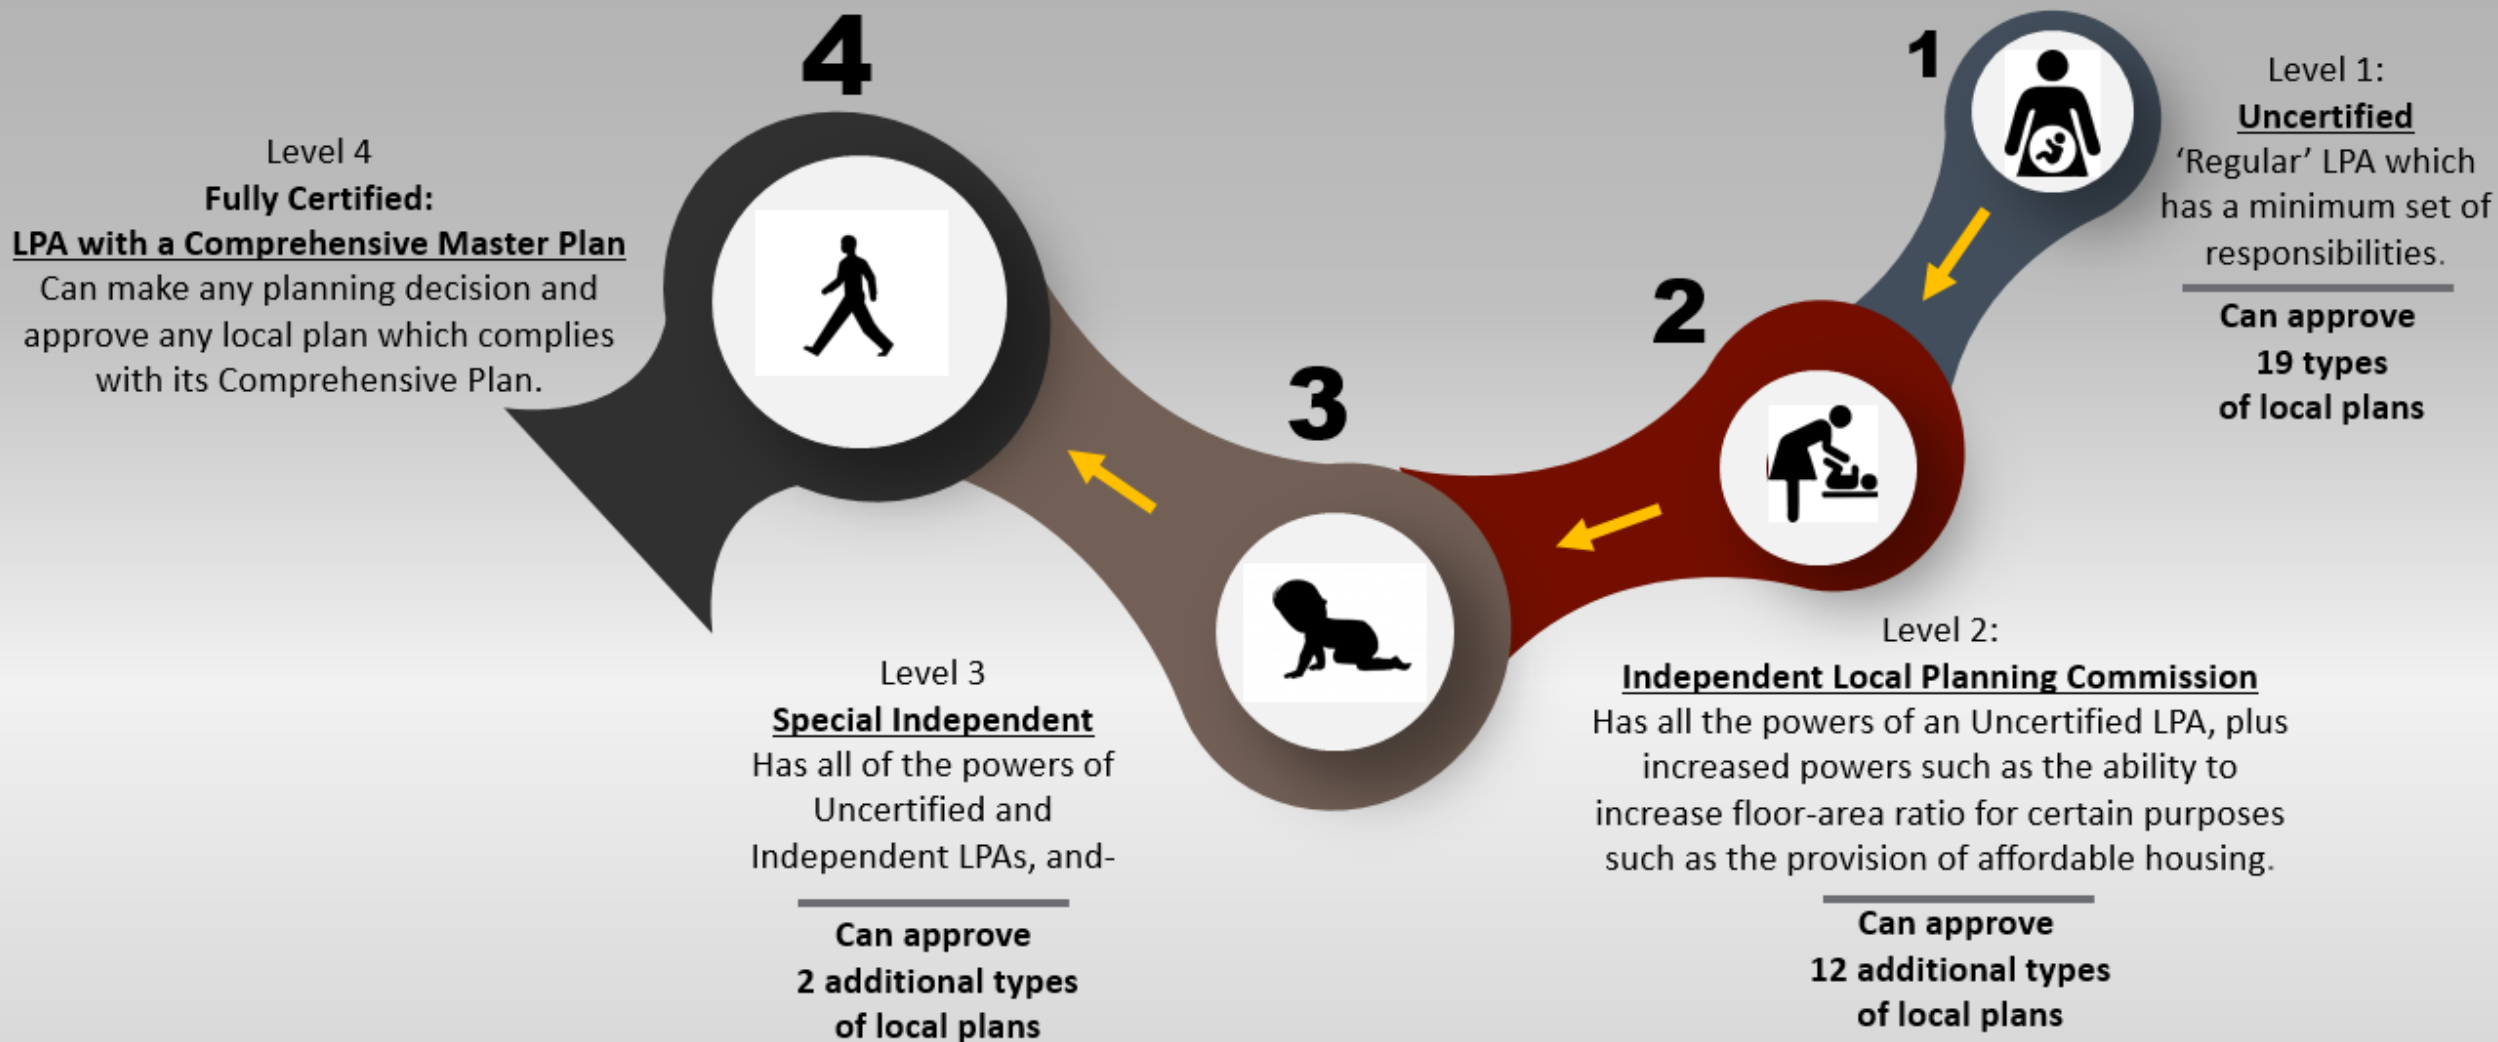 1
Level 1:
Uncertified
‘Regular’ LPA which
has a minimum set of
responsibilities.
Can approve
19 types
of local plans
2
Level 2:
Independent Local Planning Commission
Has all the powers of an Uncertified LPA, plus
increased powers such as the ability to
increase floor-area ratio for certain purposes
such as the provision of affordable housing.
Can approve
12 additional types
of local plans
3
Level 3
Special Independent
Has all of the powers of
Uncertified and
Independent LPAs, and-
Can approve
2 additional types
of local plans
4
Level 4
Fully Certified:
LPA with a Comprehensive Master Plan
Can make any planning decision and
approve any local plan which complies
with its Comprehensive Plan.